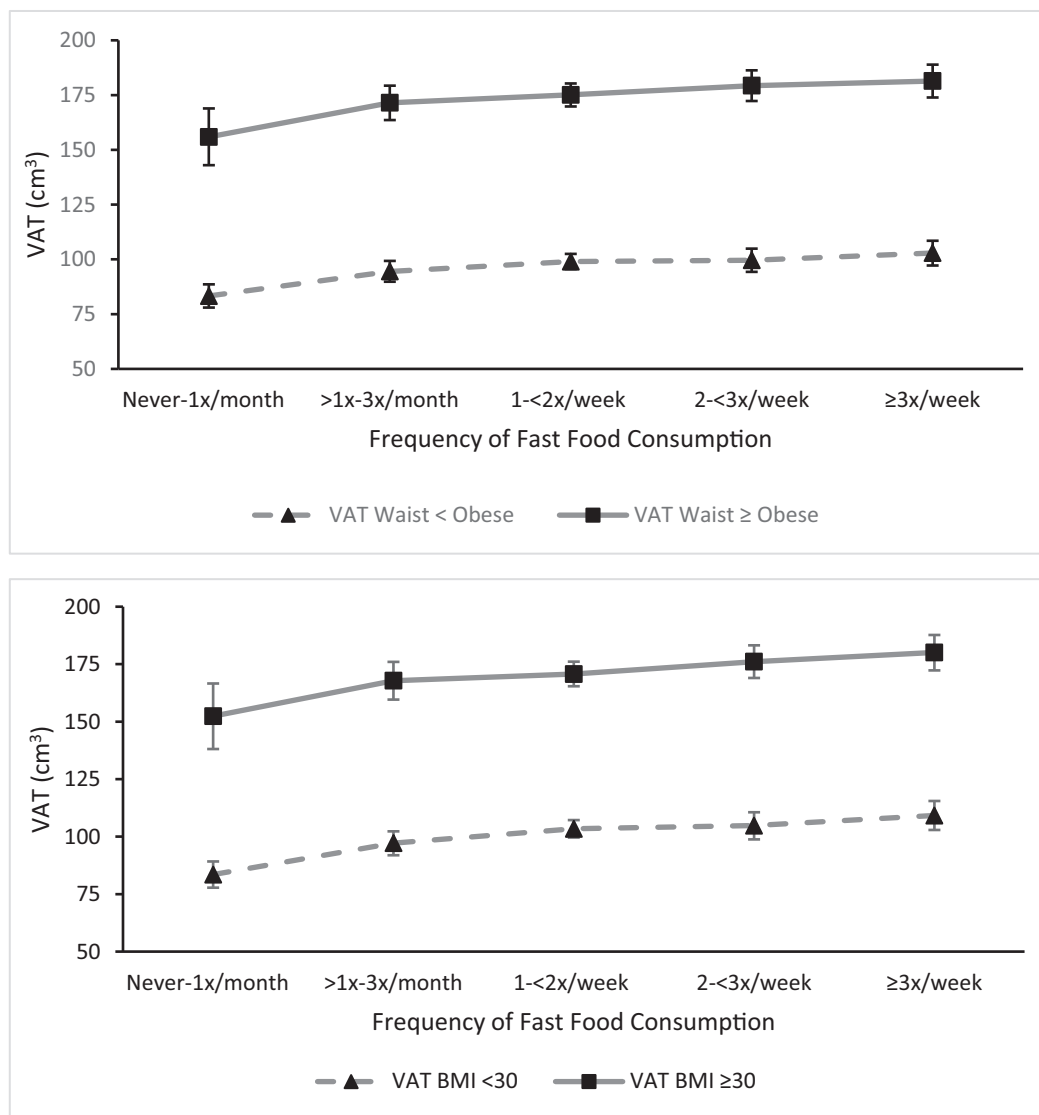 200
175
150
125
100
75
50
VAT (cm³)
Never-1x/month >1x-3x/month 1-<2x/week 2-<3x/week ≥3x/week
Frequency of Fast Food Consumption
VAT Waist < Obese VAT Waist ≥ Obese
200
175
150
125
100
75
50
VAT (cm³)
Never-1x/month >1x-3x/month 1-<2x/week 2-<3x/week ≥3x/week
Frequency of Fast Food Consumption
VAT BMI <30 VAT BMI ≥30